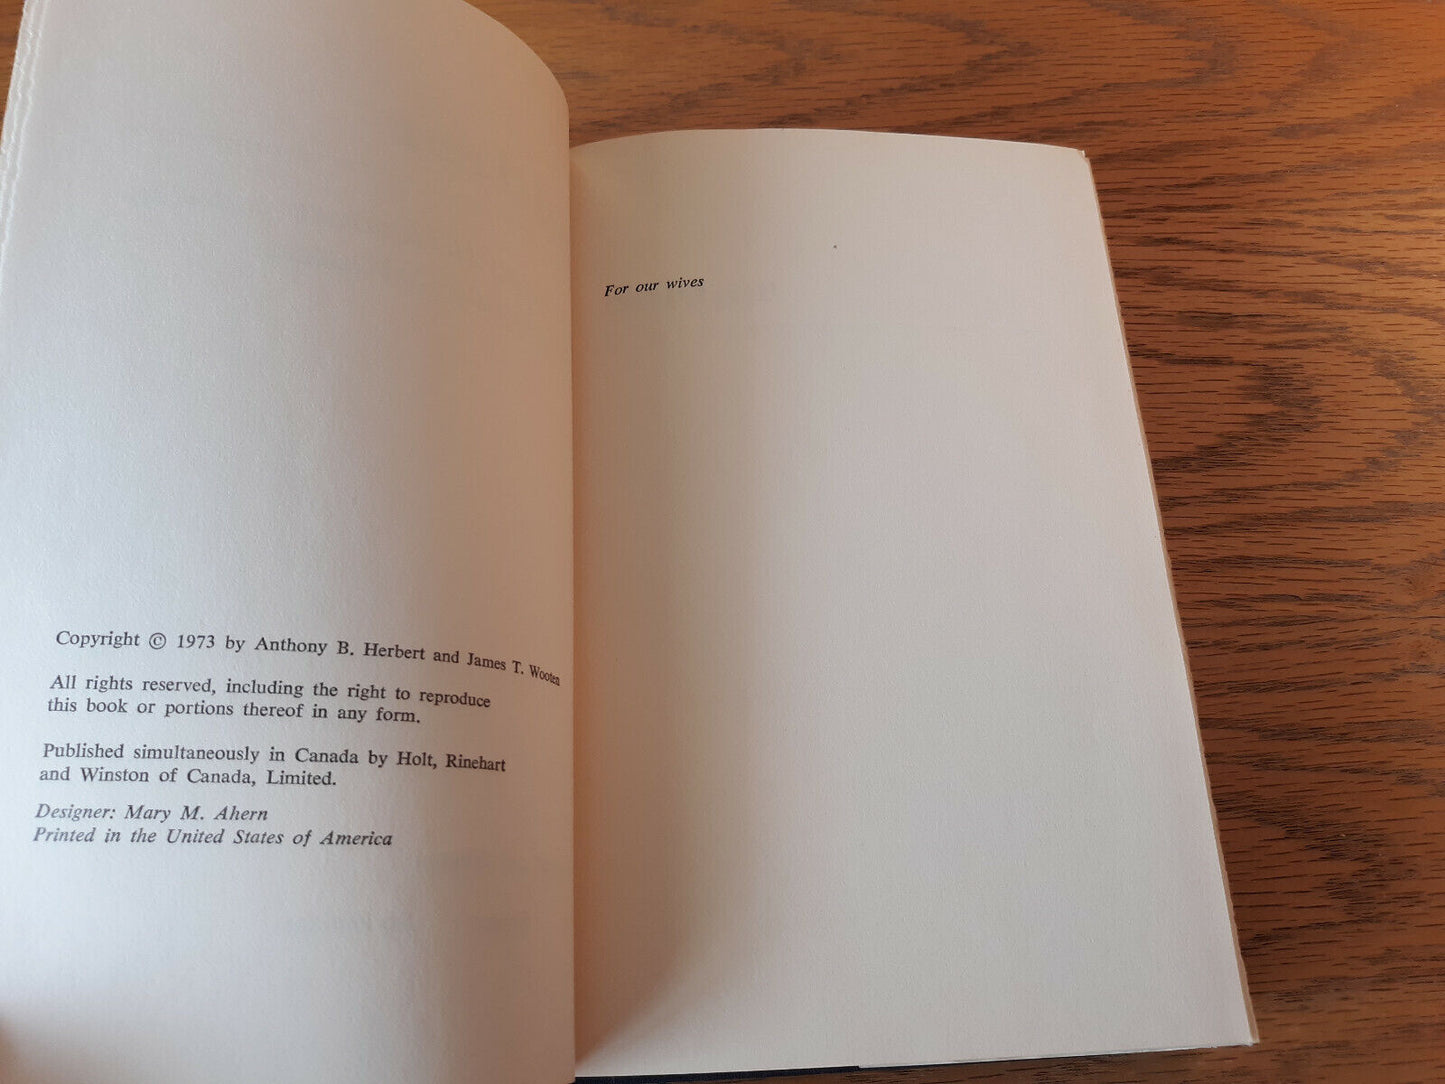 Copyright © 1973 by Anthony B. Herbert and James T. Wooten
All rights reserved, including the right to reproduce
this book or portions thereof in any form.
Published simultaneously in Canada by Holt, Rinehart
and Winston of Canada, Limited.
Designer: Mary M. Ahern
Printed in the United States of America
For our wives